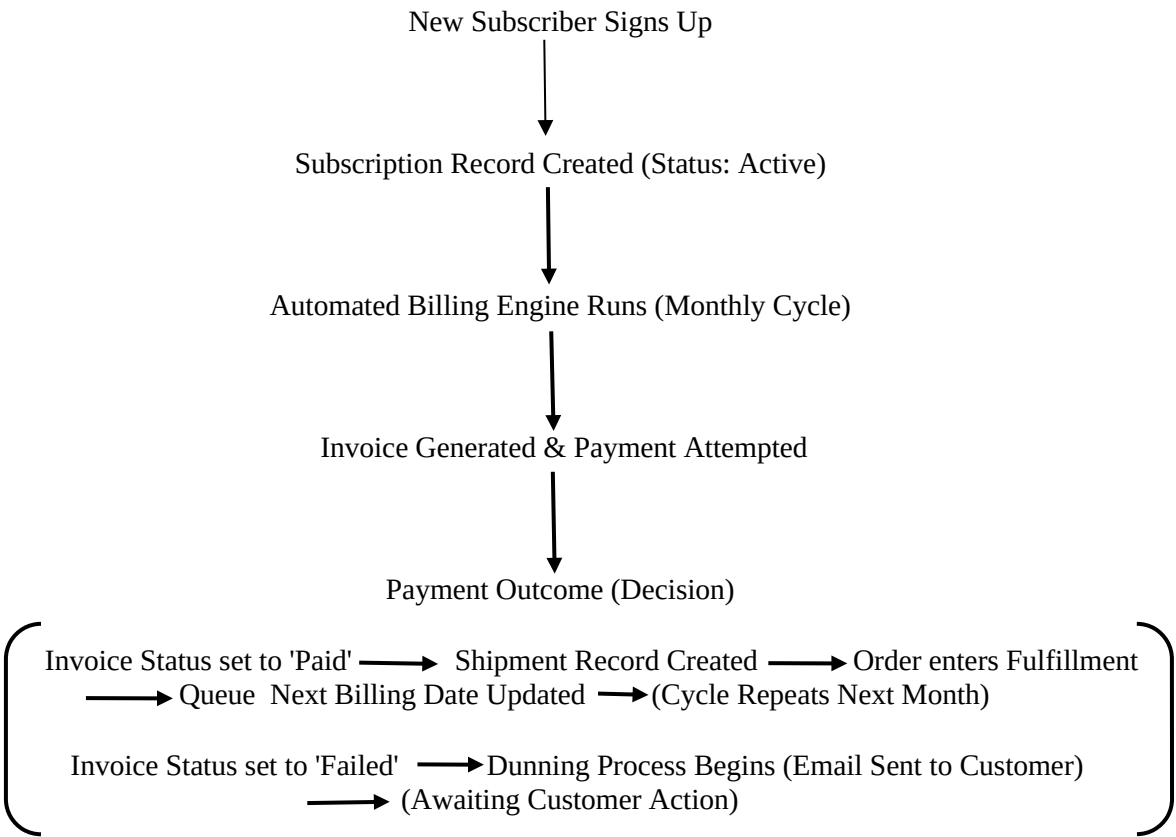 New Subscriber Signs Up
Subscription Record Created (Status: Active)
Automated Billing Engine Runs (Monthly Cycle)
Invoice Generated & Payment Attempted
Payment Outcome (Decision)
Invoice Status set to 'Paid' Shipment Record Created Order enters Fulfillment
Queue Next Billing Date Updated (Cycle Repeats Next Month)
Invoice Status set to 'Failed' Dunning Process Begins (Email Sent to Customer)
(Awaiting Customer Action)